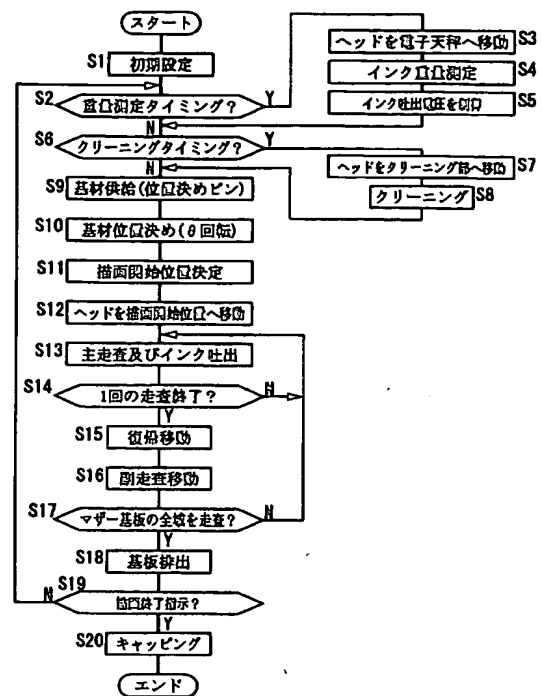 スタート
S1 初期設定
S2 重量測定タイミング? Y
N
S3 ヘッドを電子天秤へ移動
S4 インク重量測定
S5 インク吐出電圧を制御
S6 クリーニングタイミング? Y
N
S7 ヘッドをクリーニング部へ移動
S8 クリーニング
S9 基材供給(位置決めピン)
S10 基材位置決め(θ回転)
S11 描画開始位置決定
S12 ヘッドを描画開始位置へ移動
S13 主走査及びインク吐出
S14 1回の走査終了? N
Y
S15 復帰移動
S16 副走査移動
S17 マザー基板の全域を走査? N
Y
S18 基板排出
S19 描画終了指示? N
Y
S20 キャッピング
エンド